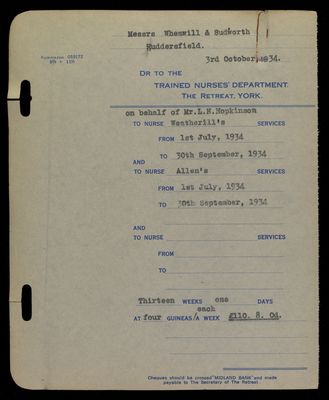 Messrs Whemsill & Sudworth
Huddersfield.
3rd October, 1934.
DR TO THE
TRAINED NURSES' DEPARTMENT.
THE RETREAT, YORK.
on behalf of Mr.L.N.Hopkinson
TO NURSE Weatherill's SERVICES
FROM 1st July, 1934
TO 30th September, 1934
AND
TO NURSE Allen's SERVICES
FROM 1st July, 1934
TO 30th September, 1934
AND
TO NURSE SERVICES
FROM
TO
Thirteen WEEKS one DAYS
each
AT four GUINEAS/A WEEK £110. 8. 0d.
Cheques should be crossed "MIDLAND BANK" and made
payable to The Secretary of The Retreat